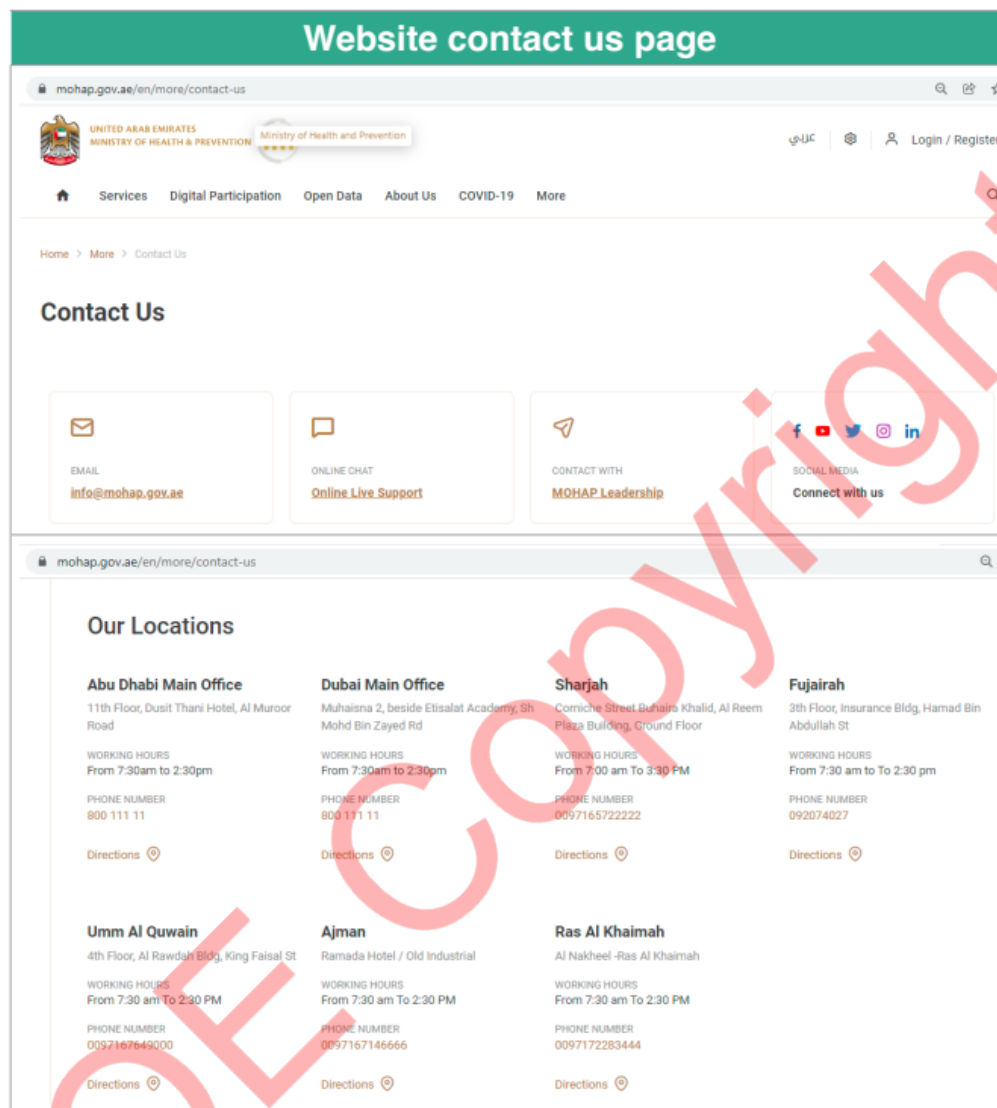 Website contact us page
mohap.gov.ae/en/more/contact-us
UNITED ARAB EMIRATES
MINISTRY OF HEALTH & PREVENTION
Ministry of Health and Prevention
عربي
Login / Register
Services Digital Participation Open Data About Us COVID-19 More
Home > More > Contact Us
Contact Us
EMAIL ONLINE CHAT CONTACT WITH SOCIAL MEDIA
info@mohap.gov.ae Online Live Support MOHAP Leadership Connect with us
mohap.gov.ae/en/more/contact-us
Our Locations
Abu Dhabi Main Office
11th Floor, Dusit Thani Hotel, Al Muroor
Road
WORKING HOURS
From 7:30am to 2:30pm
PHONE NUMBER
800 111 11
Directions
Dubai Main Office
Muhaisna 2, beside Etisalat Academy, Sh
Mohd Bin Zayed Rd
WORKING HOURS
From 7:30am to 2:30pm
PHONE NUMBER
800 111 11
Directions
Sharjah
Corniche Street Buhaira Khalid, Al Reem
Plaza Building, Ground Floor
WORKING HOURS
From 7:00 am To 3:30 PM
PHONE NUMBER
0097165722222
Directions
Fujairah
3th Floor, Insurance Bldg, Hamad Bin
Abdullah St
WORKING HOURS
From 7:30 am to To 2:30 pm
PHONE NUMBER
092074027
Directions
Umm Al Quwain
4th Floor, Al Rawdah Bldg, King Faisal St
WORKING HOURS
From 7:30 am To 2:30 PM
PHONE NUMBER
0097167649000
Directions
Ajman
Ramada Hotel / Old Industrial
WORKING HOURS
From 7:30 am To 2:30 PM
PHONE NUMBER
0097167146666
Directions
Ras Al Khaimah
Al Nakheel -Ras Al Khaimah
WORKING HOURS
From 7:30 am To 2:30 PM
PHONE NUMBER
0097172283444
Directions
OE Copyright